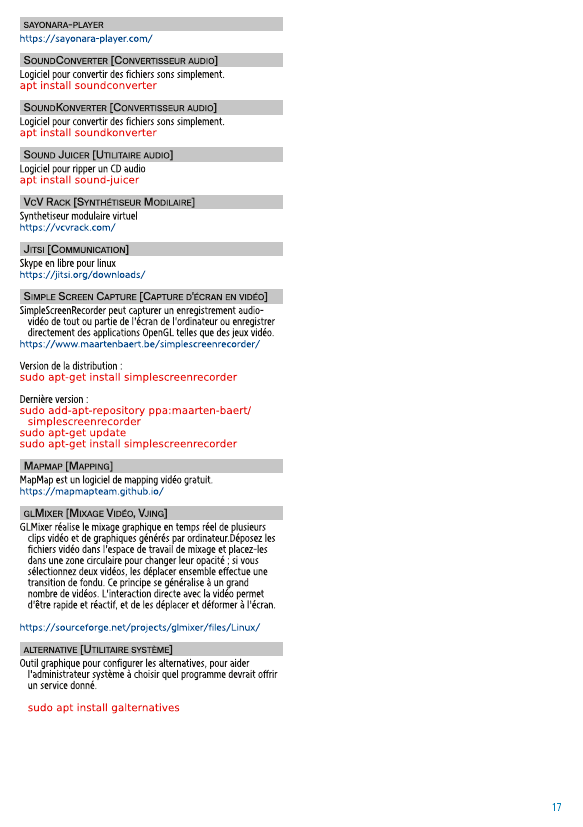 SAYONARA-PLAYER
https://sayonara-player.com/
SOUNDCONVERTER [CONVERTISSEUR AUDIO]
Logiciel pour convertir des fichiers sons simplement.
apt install soundconverter
SOUNDKONVERTER [CONVERTISSEUR AUDIO]
Logiciel pour convertir des fichiers sons simplement.
apt install soundkonverter
SOUND JUICER [UTILITAIRE AUDIO]
Logiciel pour ripper un CD audio
apt install sound-juicer
VCV RACK [SYNTHÉTISEUR MODILAIRE]
Synthetiseur modulaire virtuel
https://vcvrack.com/
JITSI [COMMUNICATION]
Skype en libre pour linux
https://jitsi.org/downloads/
SIMPLE SCREEN CAPTURE [CAPTURE D'ÉCRAN EN VIDÉO]
SimpleScreenRecorder peut capturer un enregistrement audio-
vidéo de tout ou partie de l'écran de l'ordinateur ou enregistrer
directement des applications OpenGL telles que des jeux vidéo.
https://www.maartenbaert.be/simplescreenrecorder/
Version de la distribution :
sudo apt-get install simplescreenrecorder
Dernière version :
sudo add-apt-repository ppa:maarten-baert/
simplescreenrecorder
sudo apt-get update
sudo apt-get install simplescreenrecorder
MAPMAP [MAPPING]
MapMap est un logiciel de mapping vidéo gratuit.
https://mapmapteam.github.io/
GLMIXER [MIXAGE VIDÉO, VJING]
GLMixer réalise le mixage graphique en temps réel de plusieurs
clips vidéo et de graphiques générés par ordinateur.Déposez les
fichiers vidéo dans l'espace de travail de mixage et placez-les
dans une zone circulaire pour changer leur opacité ; si vous
sélectionnez deux vidéos, les déplacer ensemble effectue une
transition de fondu. Ce principe se généralise à un grand
nombre de vidéos. L'interaction directe avec la vidéo permet
d'être rapide et réactif, et de les déplacer et déformer à l'écran.
https://sourceforge.net/projects/glmixer/files/Linux/
ALTERNATIVE [UTILITAIRE SYSTÈME]
Outil graphique pour configurer les alternatives, pour aider
l'administrateur système à choisir quel programme devrait offrir
un service donné.
sudo apt install galternatives
17